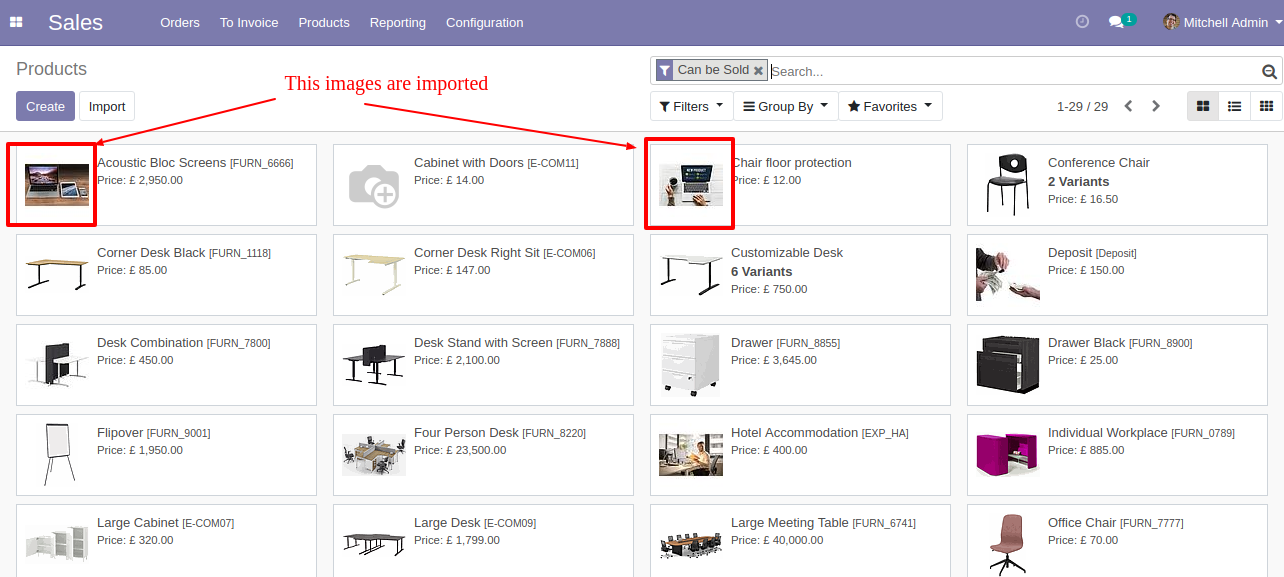 Sales Orders To Invoice Products Reporting Configuration 1 Mitchell Admin
Products
This images are imported
Can be Sold Search...
Create Import
Filters Group By Favorites 1-29 / 29
Acoustic Bloc Screens [FURN_6666]
Price: £ 2,950.00
Cabinet with Doors [E-COM11]
Price: £ 14.00
NEW PRODUCT
Chair floor protection
Price: £ 12.00
Conference Chair
2 Variants
Price: £ 16.50
Corner Desk Black [FURN_1118]
Price: £ 85.00
Corner Desk Right Sit [E-COM06]
Price: £ 147.00
Customizable Desk
6 Variants
Price: £ 750.00
Deposit [Deposit]
Price: £ 150.00
Desk Combination [FURN_7800]
Price: £ 450.00
Desk Stand with Screen [FURN_7888]
Price: £ 2,100.00
Drawer [FURN_8855]
Price: £ 3,645.00
Drawer Black [FURN_8900]
Price: £ 25.00
Flipover [FURN_9001]
Price: £ 1,950.00
Four Person Desk [FURN_8220]
Price: £ 23,500.00
Hotel Accommodation [EXP_HA]
Price: £ 400.00
Individual Workplace [FURN_0789]
Price: £ 885.00
Large Cabinet [E-COM07]
Price: £ 320.00
Large Desk [E-COM09]
Price: £ 1,799.00
Large Meeting Table [FURN_6741]
Price: £ 40,000.00
Office Chair [FURN_7777]
Price: £ 70.00